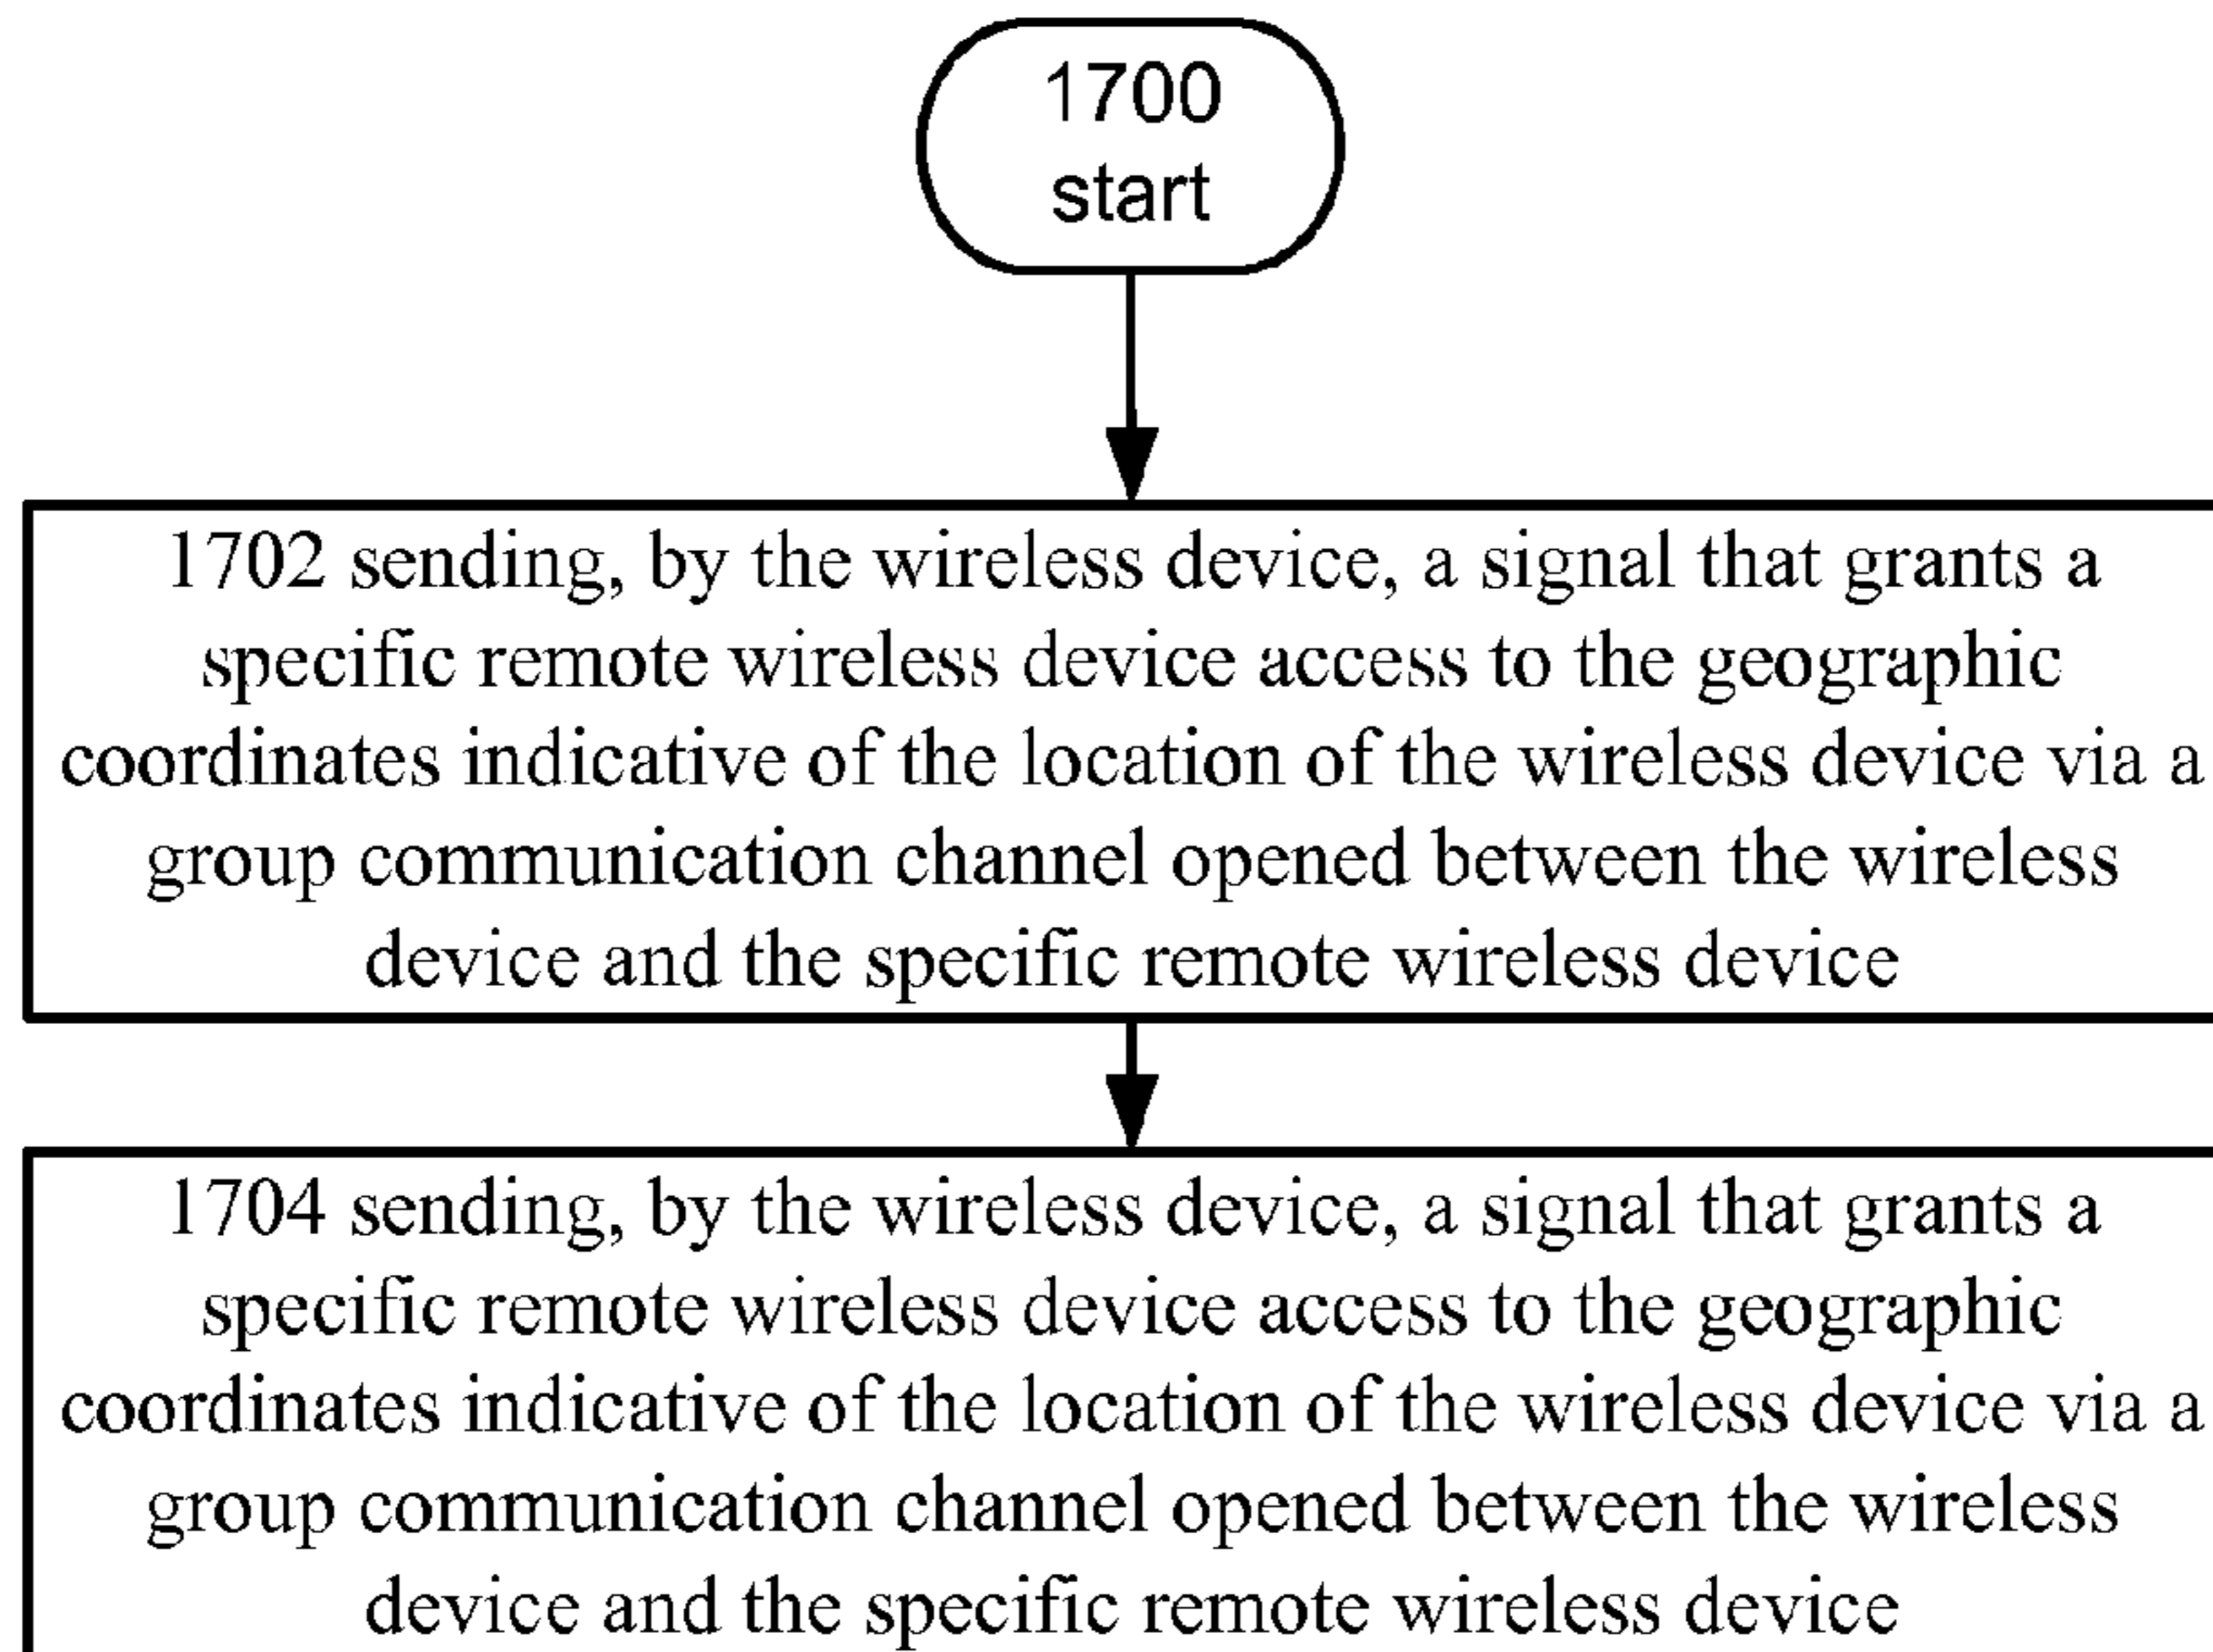 1700
start
1702 sending, by the wireless device, a signal that grants a
specific remote wireless device access to the geographic
coordinates indicative of the location of the wireless device via a
group communication channel opened between the wireless
device and the specific remote wireless device
1704 sending, by the wireless device, a signal that grants a
specific remote wireless device access to the geographic
coordinates indicative of the location of the wireless device via a
group communication channel opened between the wireless
device and the specific remote wireless device